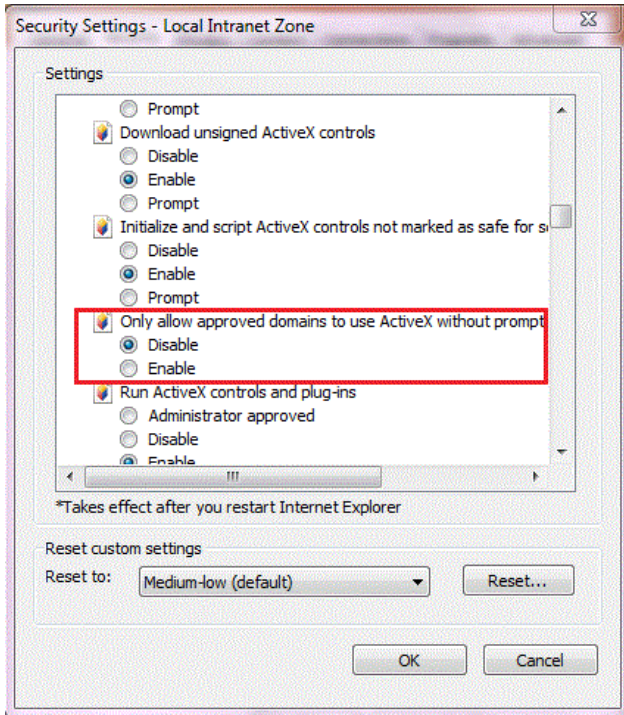 Security Settings - Local Intranet Zone
Settings
Prompt
Download unsigned ActiveX controls
Disable
Enable
Prompt
Initialize and script ActiveX controls not marked as safe for s
Disable
Enable
Prompt
Only allow approved domains to use ActiveX without prompt
Disable
Enable
Run ActiveX controls and plug-ins
Administrator approved
Disable
Enable
*Takes effect after you restart Internet Explorer
Reset custom settings
Reset to: Medium-low (default) Reset...
OK Cancel